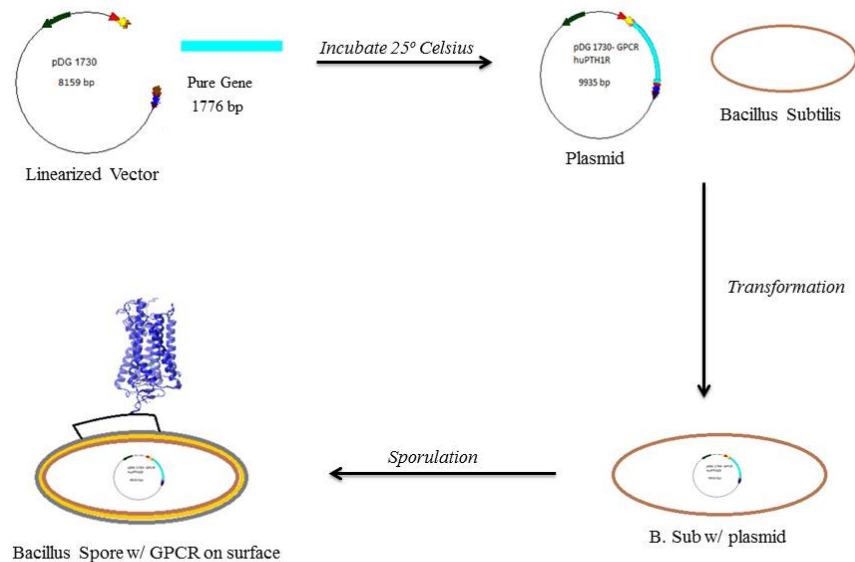 pDG 1730
8159 bp
Linearized Vector
Pure Gene
1776 bp
Incubate 25º Celsius
pDG 1730- GPCR
huPTH1R
9935 bp
Plasmid
Bacillus Subtilis
Transformation
B. Sub w/ plasmid
Sporulation
Bacillus Spore w/ GPCR on surface